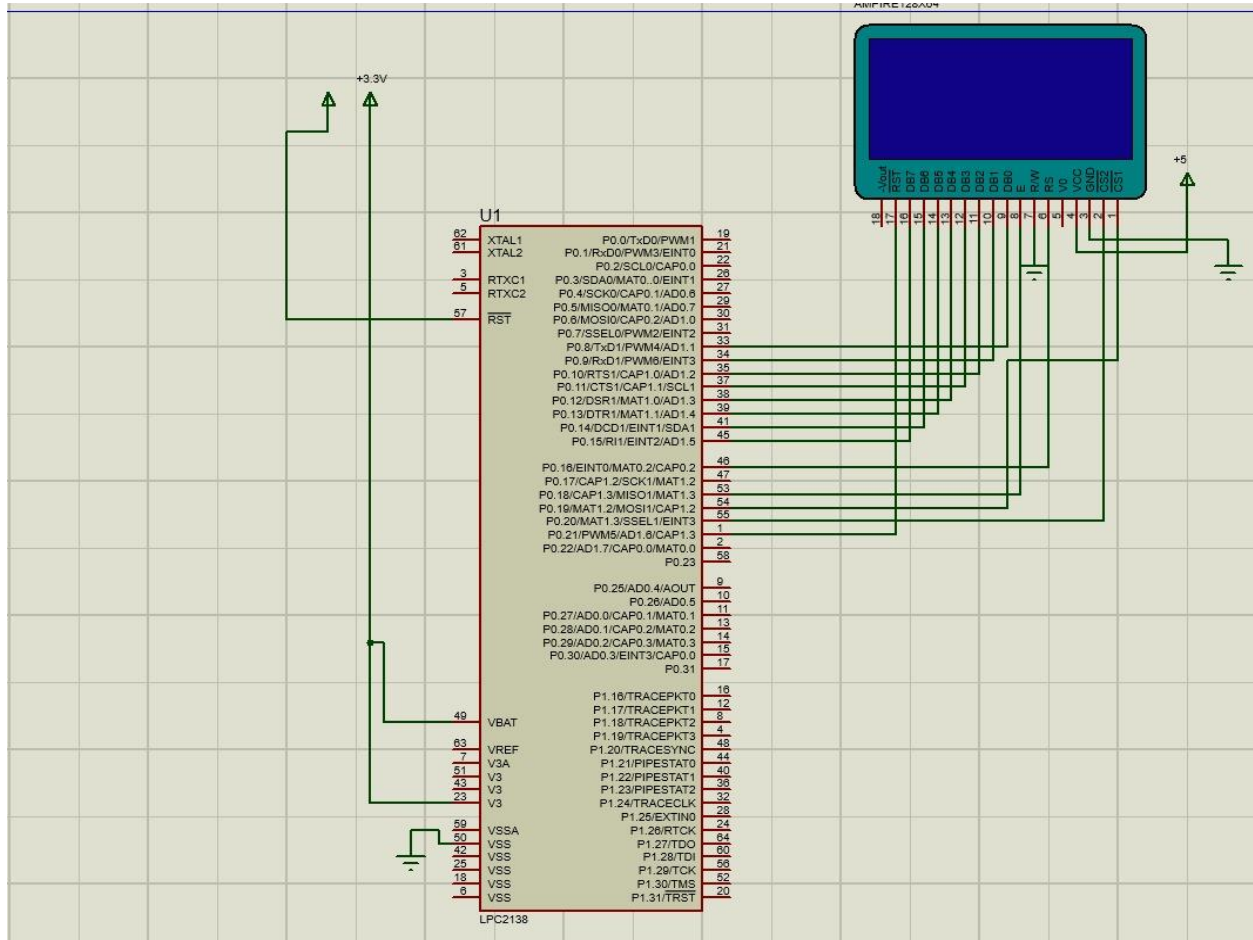 AMPIRE128X64
+3.3V
+5
-Vout
RST
DB7
DB6
DB5
DB4
DB3
DB2
DB1
DB0
E
R/W
RS
V0
VCC
GND
CS2
CS1
18
17
16
15
14
13
12
11
10
9
8
7
6
5
4
3
2
1
U1
62 XTAL1
61 XTAL2
3 RTXC1
5 RTXC2
57 RST
49 VBAT
63 VREF
7 V3A
51 V3
43 V3
23 V3
59 VSSA
50 VSS
42 VSS
25 VSS
18 VSS
6 VSS
P0.0/TxD0/PWM1 19
P0.1/RxD0/PWM3/EINT0 21
P0.2/SCL0/CAP0.0 22
P0.3/SDA0/MAT0..0/EINT1 26
P0.4/SCK0/CAP0.1/AD0.6 27
P0.5/MISO0/MAT0.1/AD0.7 29
P0.6/MOSI0/CAP0.2/AD1.0 30
P0.7/SSEL0/PWM2/EINT2 31
P0.8/TxD1/PWM4/AD1.1 33
P0.9/RxD1/PWM6/EINT3 34
P0.10/RTS1/CAP1.0/AD1.2 35
P0.11/CTS1/CAP1.1/SCL1 37
P0.12/DSR1/MAT1.0/AD1.3 38
P0.13/DTR1/MAT1.1/AD1.4 39
P0.14/DCD1/EINT1/SDA1 41
P0.15/RI1/EINT2/AD1.5 45
P0.16/EINT0/MAT0.2/CAP0.2 46
P0.17/CAP1.2/SCK1/MAT1.2 47
P0.18/CAP1.3/MISO1/MAT1.3 53
P0.19/MAT1.2/MOSI1/CAP1.2 54
P0.20/MAT1.3/SSEL1/EINT3 55
P0.21/PWM5/AD1.6/CAP1.3 1
P0.22/AD1.7/CAP0.0/MAT0.0 2
P0.23 58
P0.25/AD0.4/AOUT 9
P0.26/AD0.5 10
P0.27/AD0.0/CAP0.1/MAT0.1 11
P0.28/AD0.1/CAP0.2/MAT0.2 13
P0.29/AD0.2/CAP0.3/MAT0.3 14
P0.30/AD0.3/EINT3/CAP0.0 15
P0.31 17
P1.16/TRACEPKT0 16
P1.17/TRACEPKT1 12
P1.18/TRACEPKT2 8
P1.19/TRACEPKT3 4
P1.20/TRACESYNC 48
P1.21/PIPESTAT0 44
P1.22/PIPESTAT1 40
P1.23/PIPESTAT2 36
P1.24/TRACECLK 32
P1.25/EXTIN0 28
P1.26/RTCK 24
P1.27/TDO 64
P1.28/TDI 60
P1.29/TCK 56
P1.30/TMS 52
P1.31/TRST 20
LPC2138